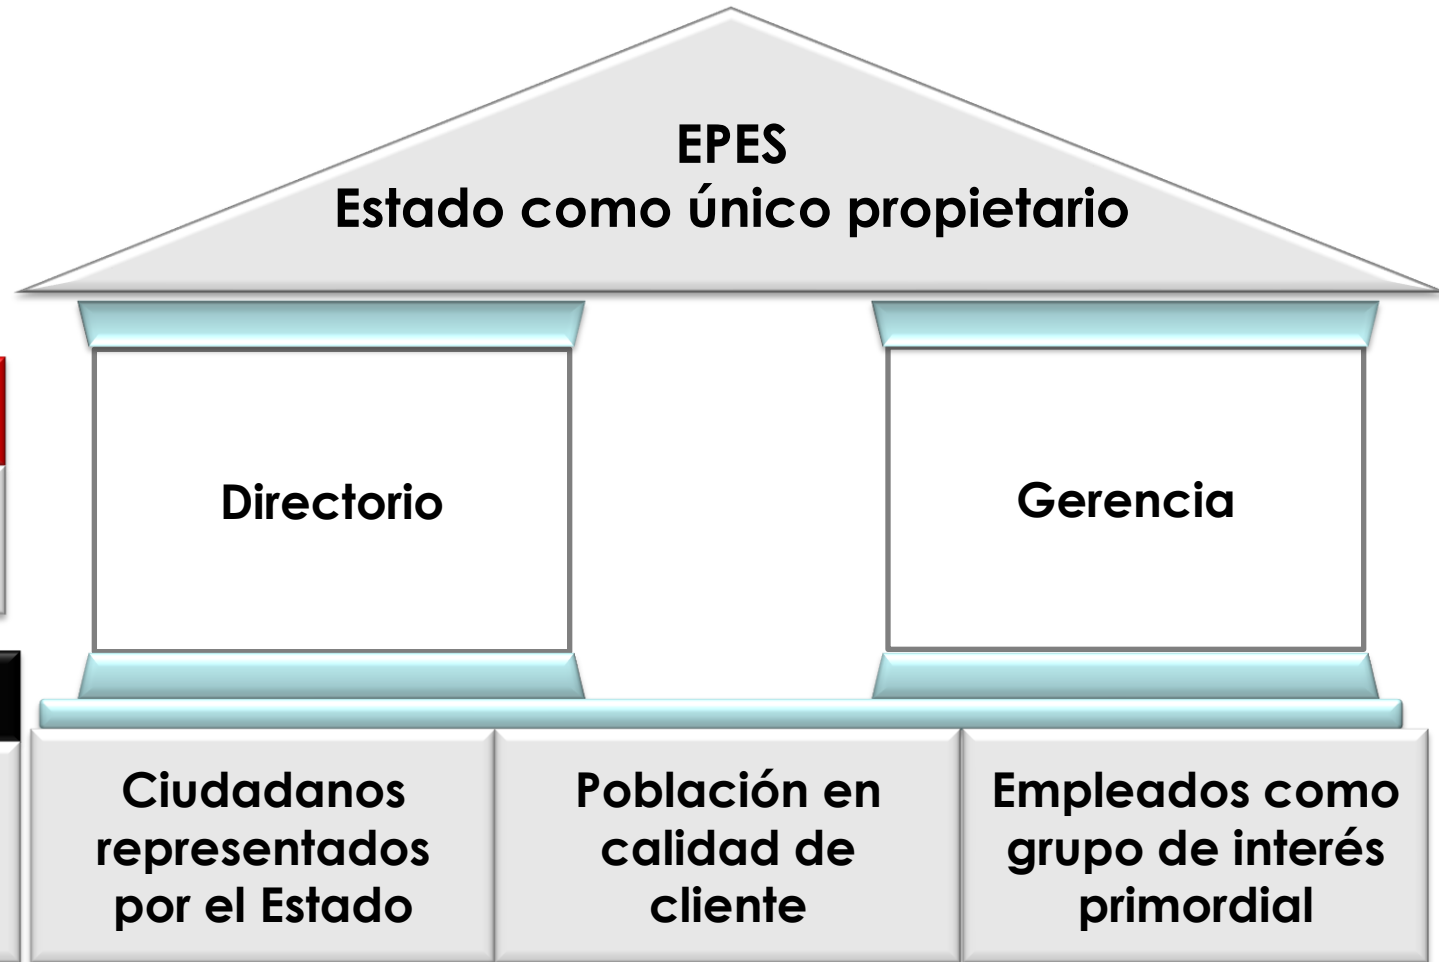 EPES
Estado como único propietario
Directorio
Gerencia
Ciudadanos
representados
por el Estado
Población en
calidad de
cliente
Empleados como
grupo de interés
primordial